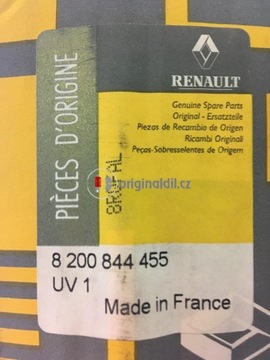 RENAULT
Genuine Spare Parts
Original - Ersatzteile
Piezas de Recambio de Origen
Ricambi Originali
Peças-Sobresselentes de Origem
PIÈCES D'ORIGINE
originaldil.cz
8 200 844 455
UV 1
Made in France